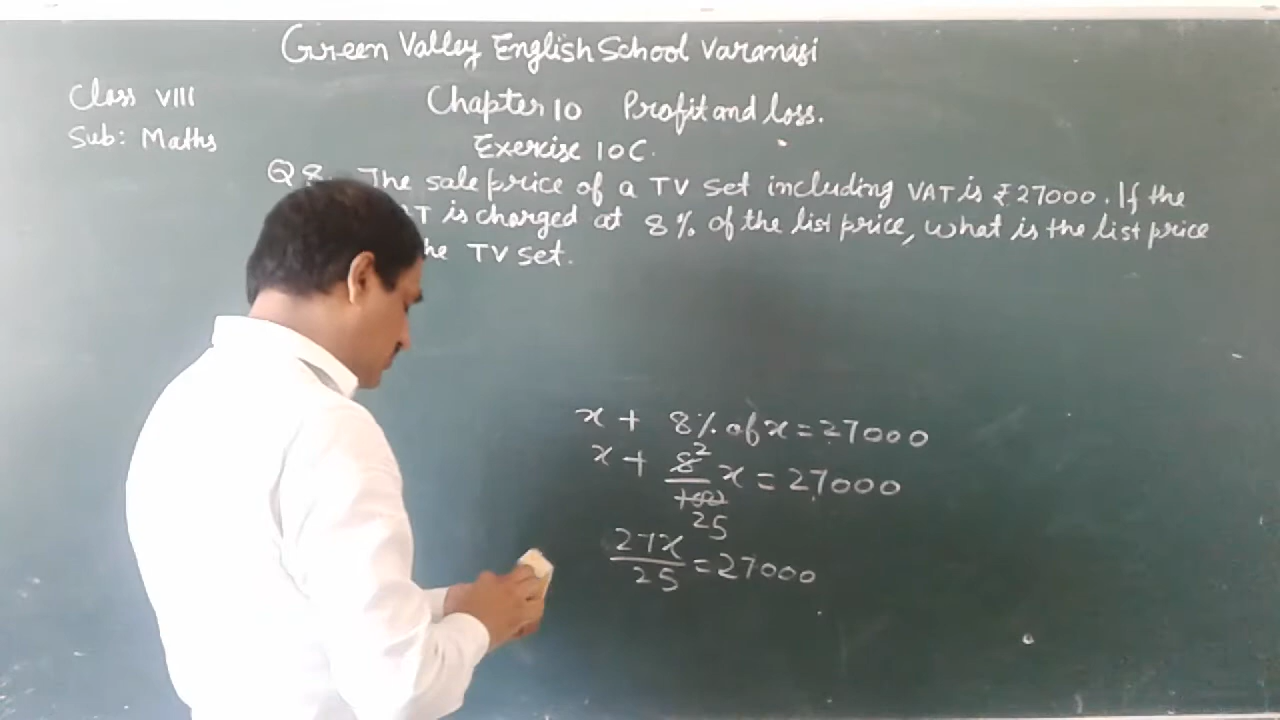 Green Valley English School Varanasi
Class VIII
Chapter 10 Profit and loss.
Sub: Maths
Exercise 10C.
Q8. The sale price of a TV set including VAT is ₹27000. If the
T is charged at 8% of the list price, what is the list price
he TV set.
x + 8% of x = 27000
x + 8/100 x = 27000
2
25
27x/25 = 27000